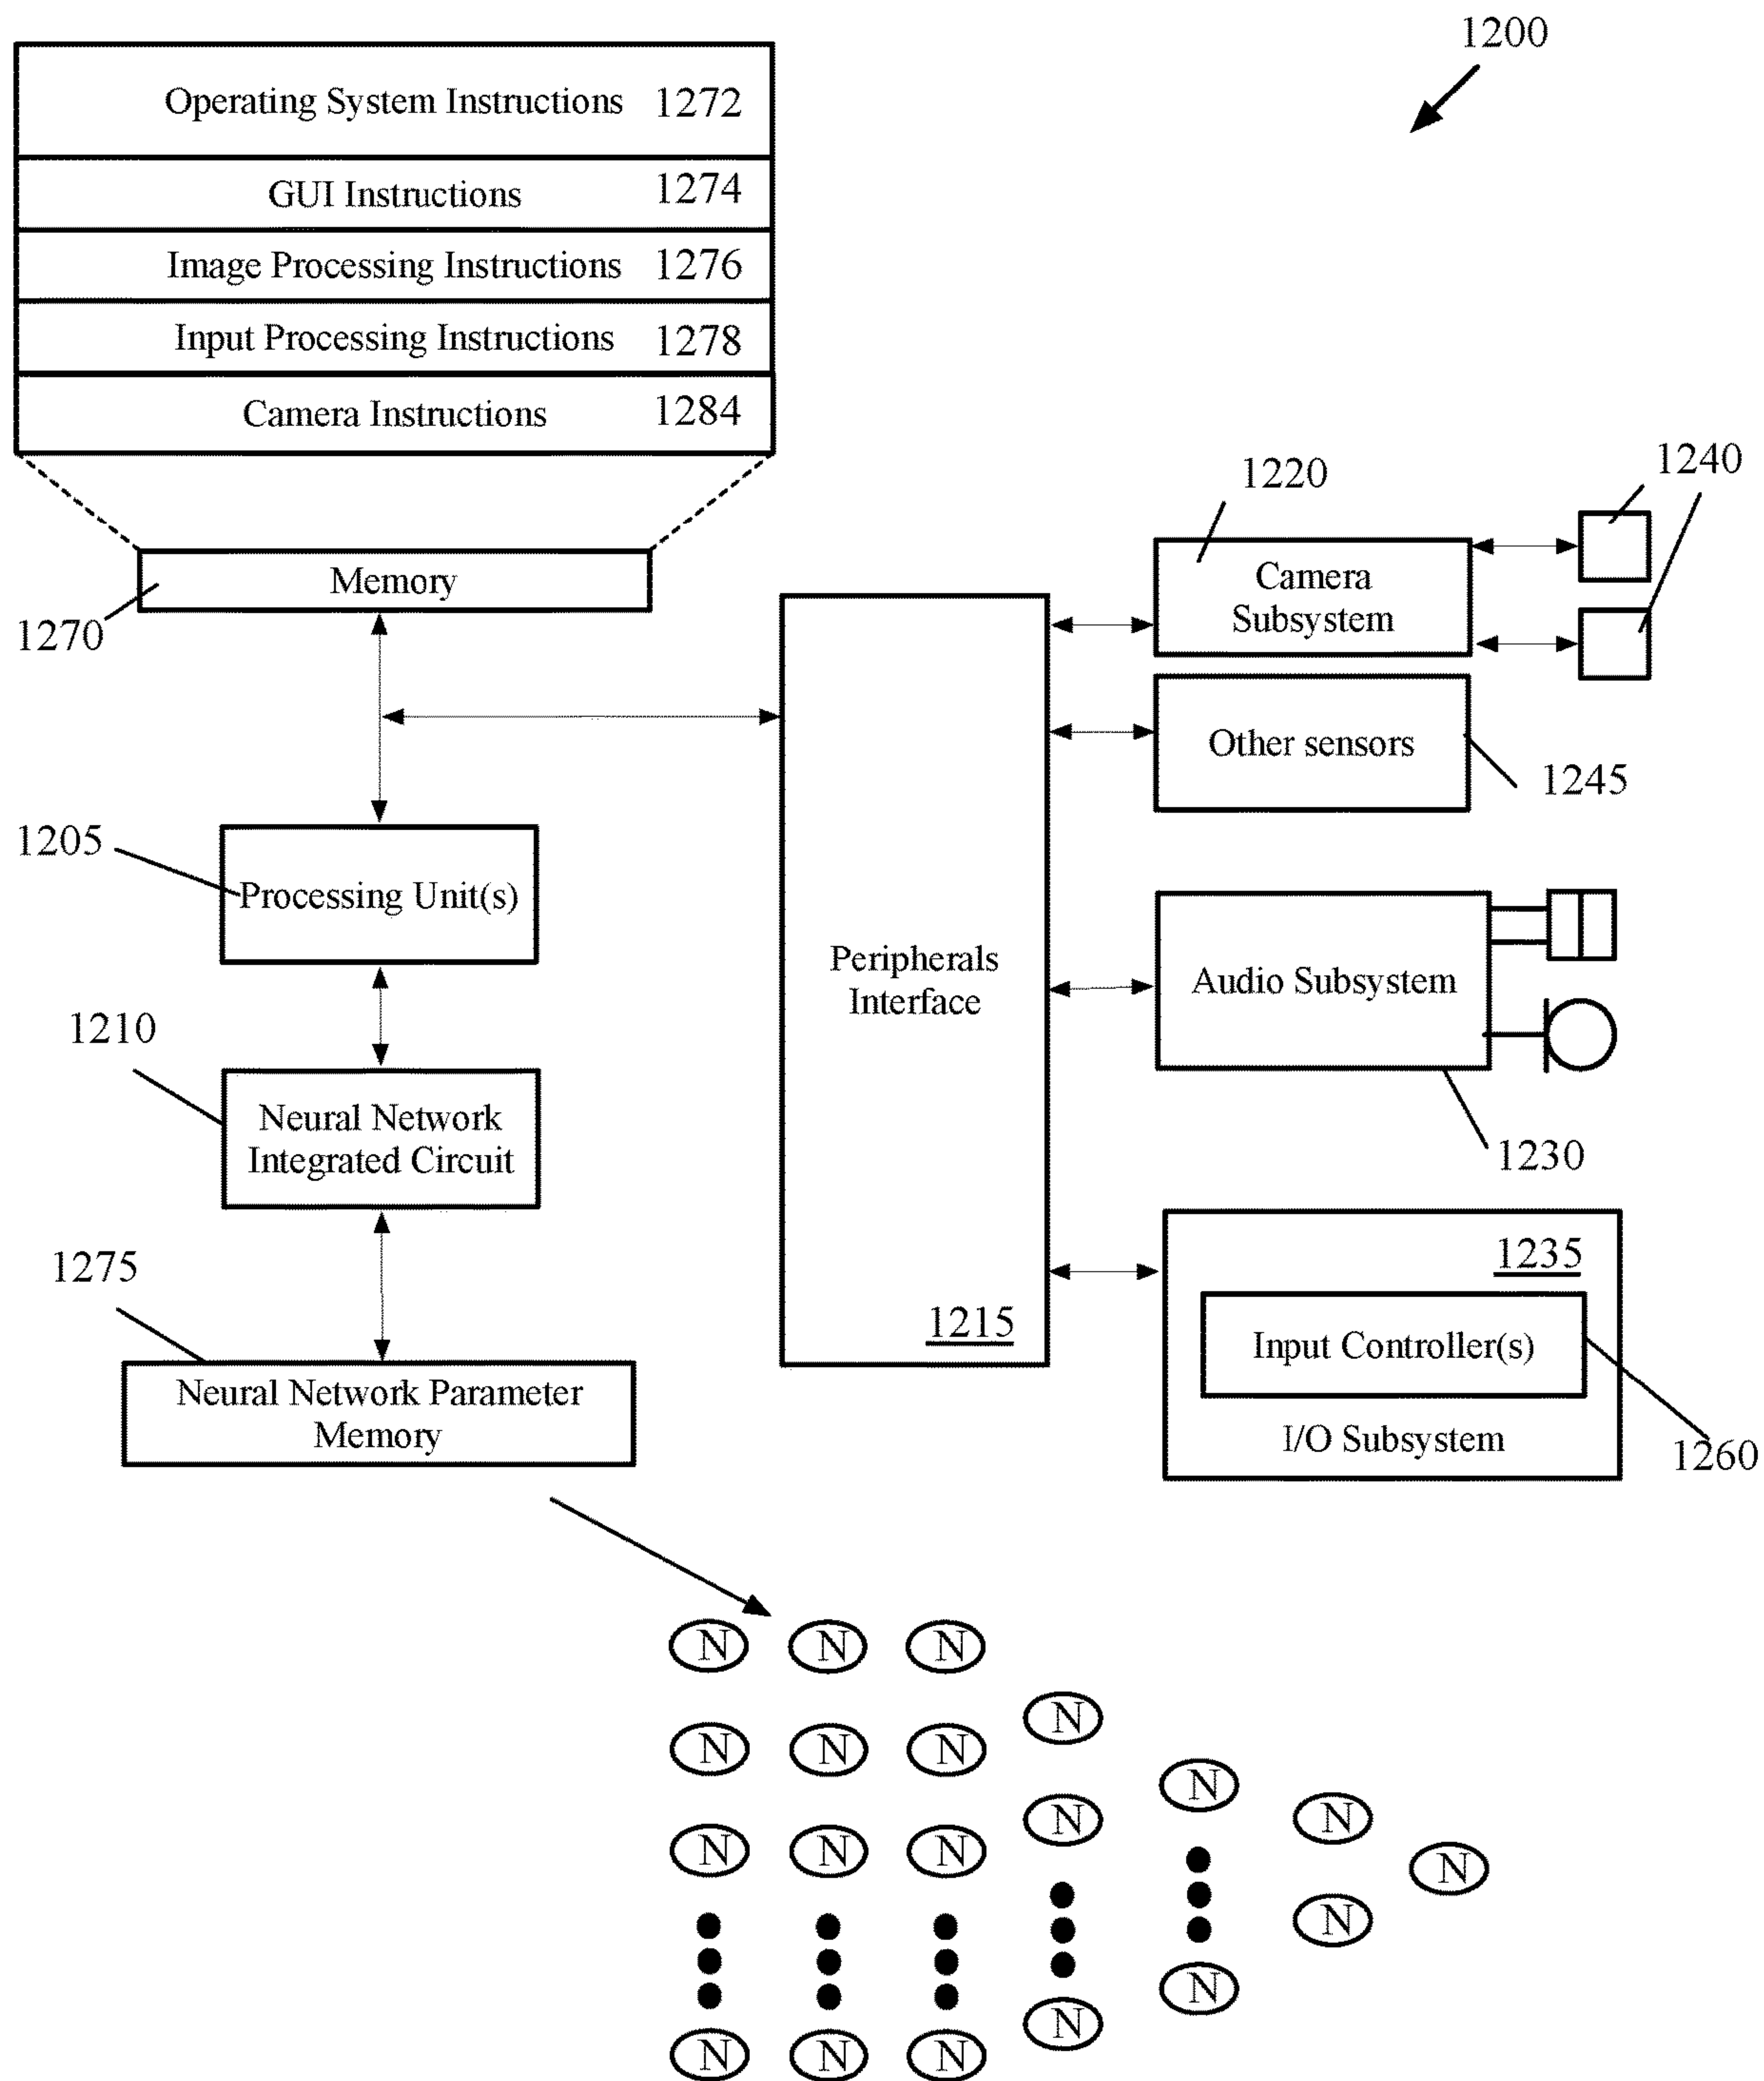 1200
Operating System Instructions 1272
GUI Instructions 1274
Image Processing Instructions 1276
Input Processing Instructions 1278
Camera Instructions 1284
1220
1240
Memory
1270
Camera
Subsystem
Other sensors
1245
1205
Processing Unit(s)
Peripherals
Interface
Audio Subsystem
1210
Neural Network
Integrated Circuit
1230
1275
1235
1215
Input Controller(s)
Neural Network Parameter
Memory
I/O Subsystem
1260
N N N
N
N N N
N
N
N
N N N
N
N
N
N
N N N